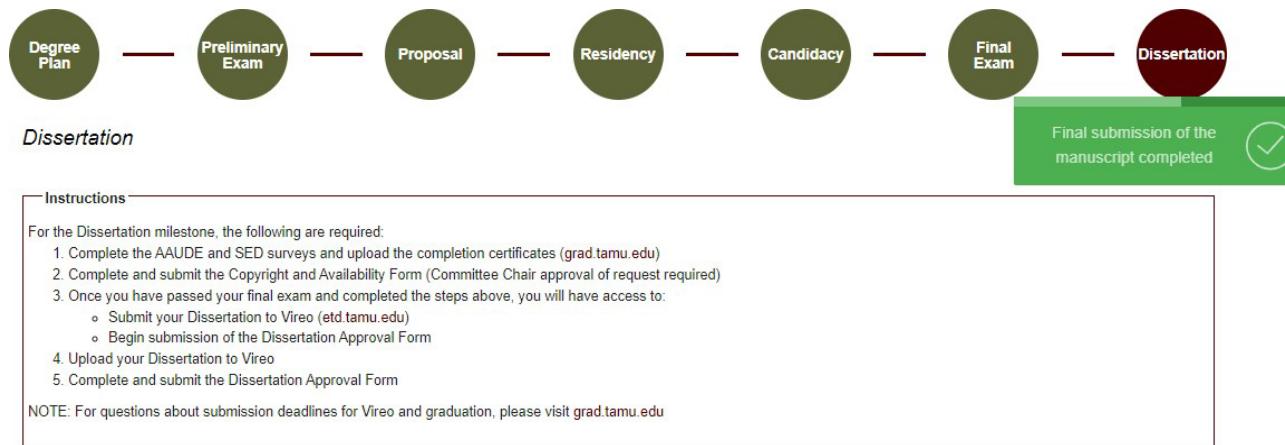 Degree
Plan
Preliminary
Exam
Proposal
Residency
Candidacy
Final
Exam
Dissertation
Final submission of the
manuscript completed
Dissertation
Instructions
For the Dissertation milestone, the following are required:
1. Complete the AAUDE and SED surveys and upload the completion certificates (grad.tamu.edu)
2. Complete and submit the Copyright and Availability Form (Committee Chair approval of request required)
3. Once you have passed your final exam and completed the steps above, you will have access to:
Submit your Dissertation to Vireo (etd.tamu.edu)
Begin submission of the Dissertation Approval Form
4. Upload your Dissertation to Vireo
5. Complete and submit the Dissertation Approval Form
NOTE: For questions about submission deadlines for Vireo and graduation, please visit grad.tamu.edu